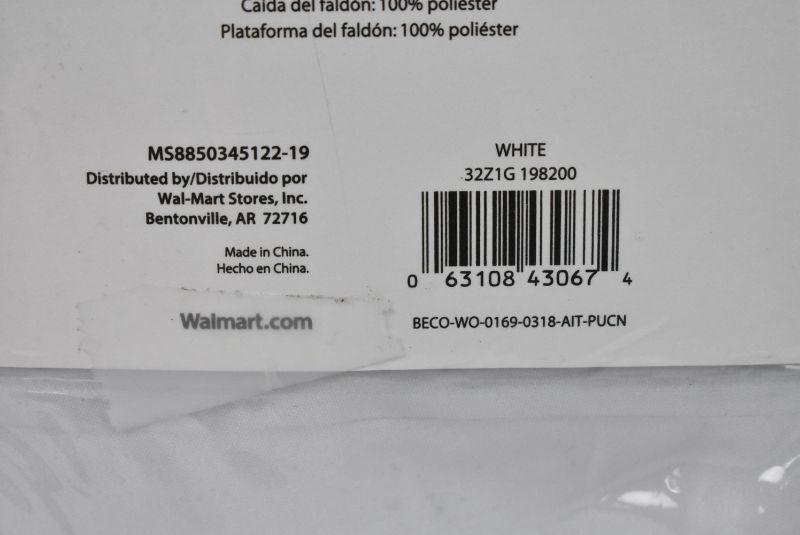 Caída del faldón: 100% poliéster
Plataforma del faldón: 100% poliéster
MS8850345122-19
Distributed by/Distribuido por
Wal-Mart Stores, Inc.
Bentonville, AR 72716
Made in China.
Hecho en China.
Walmart.com
WHITE
32Z1G 198200
0 63108 43067 4
BECO-WO-0169-0318-AIT-PUCN